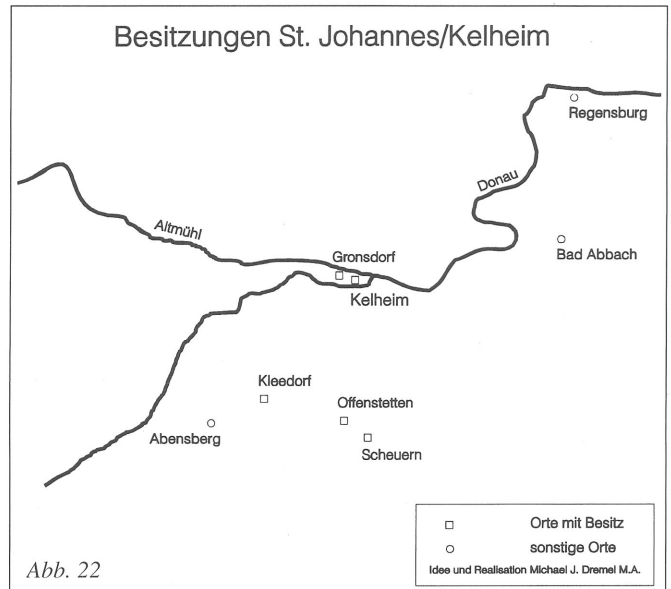 Besitzungen St. Johannes/Kelheim
Regensburg
Donau
Altmühl
Bad Abbach
Gronsdorf
Kelheim
Kleedorf
Offenstetten
Abensberg
Scheuern
Orte mit Besitz
sonstige Orte
Idee und Realisation Michael J. Dremel M.A.
Abb. 22